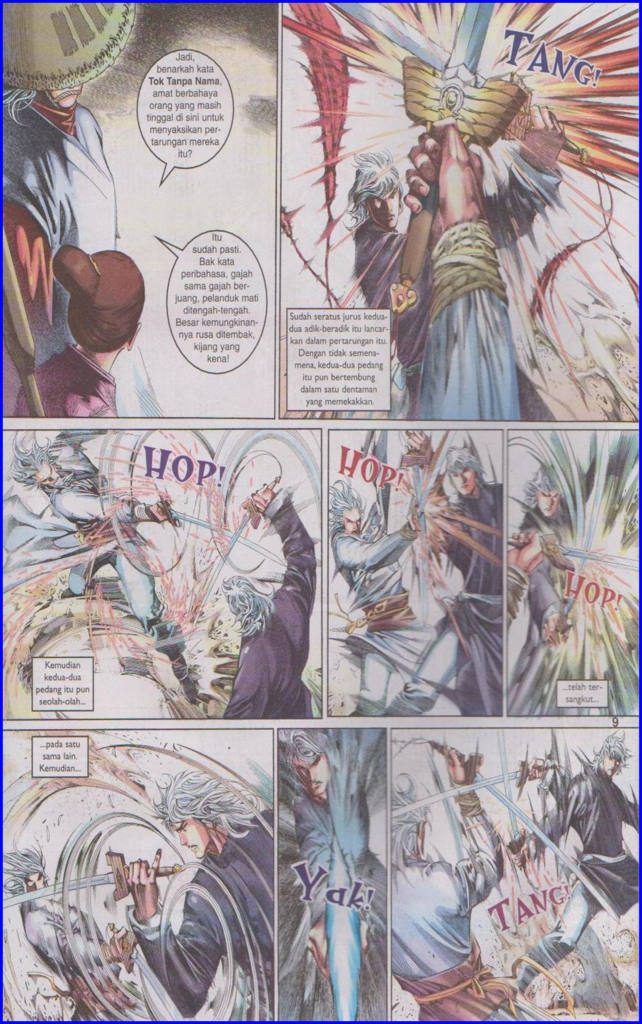 Jadi,
benarkah kata
Tok Tanpa Nama,
amat berbahaya
orang yang masih
tinggal di sini untuk
menyaksikan per-
tarungan mereka
itu?
Itu
sudah pasti.
Bak kata
peribahasa, gajah
sama gajah ber-
juang, pelanduk mati
ditengah-tengah.
Besar kemungkinan-
nya rusa ditembak,
kijang yang
kena!
TANG!
Sudah seratus jurus kedua-
dua adik-beradik itu lancar-
kan dalam pertarungan itu.
Dengan tidak semena-
mena, kedua-dua pedang
itu pun bertembung
dalam satu dentaman
yang memekakkan.
HOP!
Kemudian
kedua-dua
pedang itu pun
seolah-olah...
HOP!
HOP!
...telah ter-
sangkut...
9
...pada satu
sama lain.
Kemudian...
Yak!
TANG!